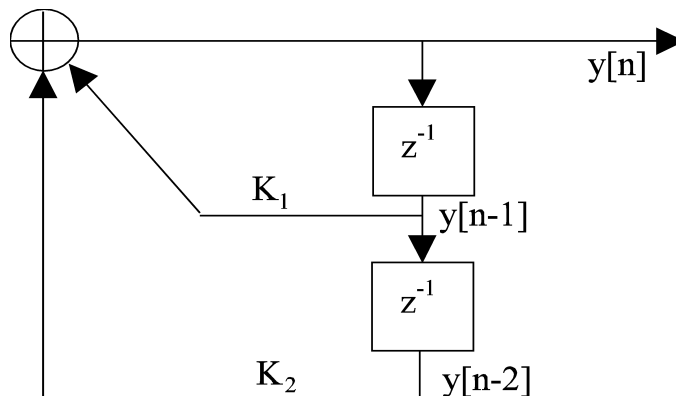 y[n]
z⁻¹
K₁
y[n-1]
z⁻¹
K₂
y[n-2]